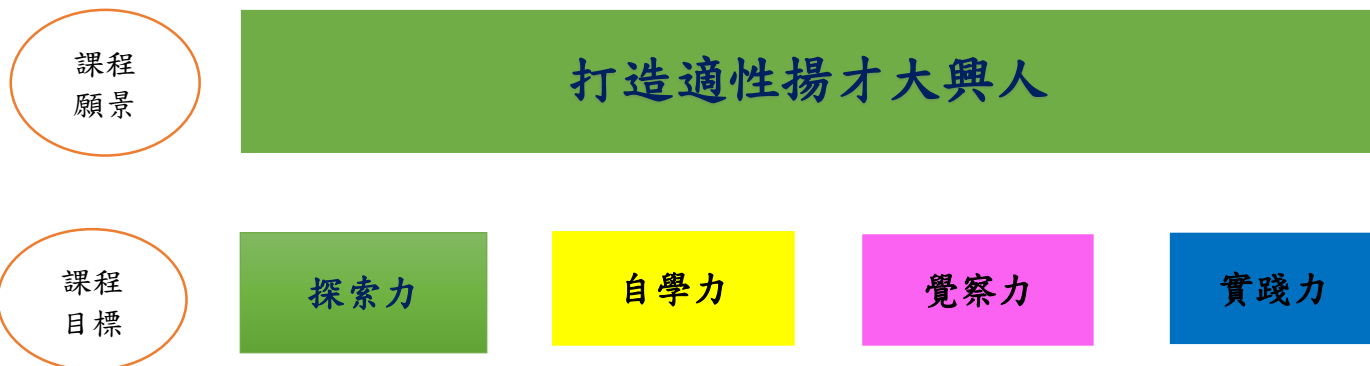 課程
願景
打造適性揚才大興人
課程
目標
探索力
自學力
覺察力
實踐力